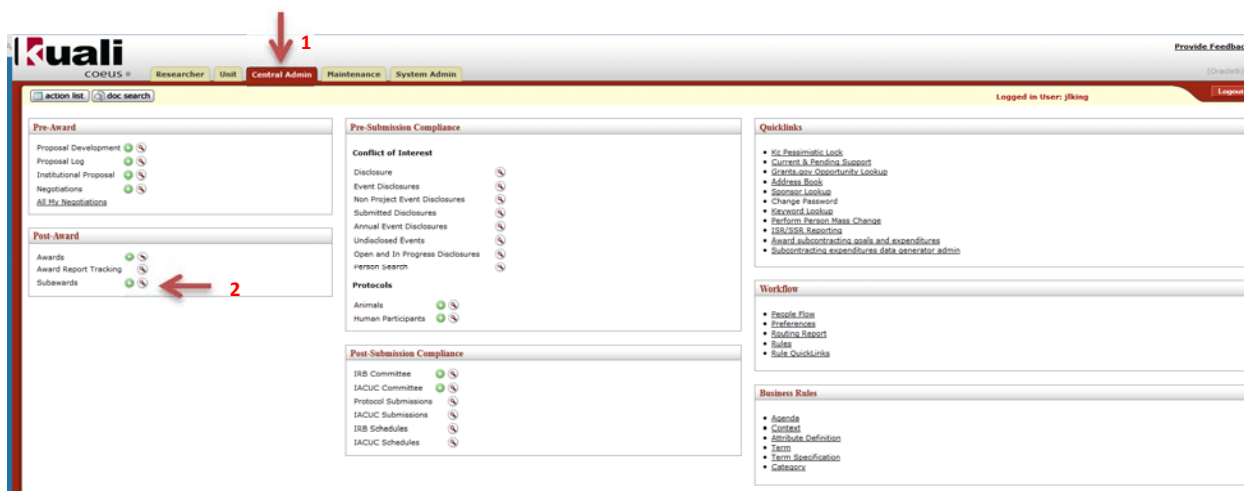 1
Provide Feedbac
kuali
coeus
Researcher Unit Central Admin Maintenance System Admin
(Oracle9i)
action list doc search
Logged in User: jlking
Logout
Pre-Award
Proposal Development
Proposal Log
Institutional Proposal
Negotiations
All My Negotiations
Post-Award
Awards
Award Report Tracking
Subawards
2
Pre-Submission Compliance
Conflict of Interest
Disclosure
Event Disclosures
Non Project Event Disclosures
Submitted Disclosures
Annual Event Disclosures
Undisclosed Events
Open and In Progress Disclosures
Person Search
Protocols
Animals
Human Participants
Post-Submission Compliance
IRB Committee
IACUC Committee
Protocol Submissions
IACUC Submissions
IRB Schedules
IACUC Schedules
Quicklinks
Kc Pessimistic Lock
Current & Pending Support
Grants.gov Opportunity Lookup
Address Book
Sponsor Lookup
Change Password
Keyword Lookup
Perform Person Mass Change
ISR/SSR Reporting
Award subcontracting goals and expenditures
Subcontracting expenditures data generator admin
Workflow
People Flow
Preferences
Routing Report
Rules
Rule QuickLinks
Business Rules
Agenda
Context
Attribute Definition
Term
Term Specification
Category